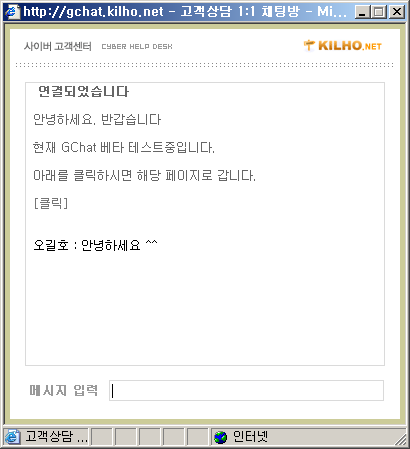 http://gchat.kilho.net - 고객상담 1:1 채팅방 - Mi...
사이버 고객센터 CYBER HELP DESK
KILHO.NET
연결되었습니다
안녕하세요. 반갑습니다
현재 GChat 베타 테스트중입니다.
아래를 클릭하시면 해당 페이지로 갑니다.
[클릭]
오길호 : 안녕하세요 ^^
메시지 입력
고객상담 ...
인터넷